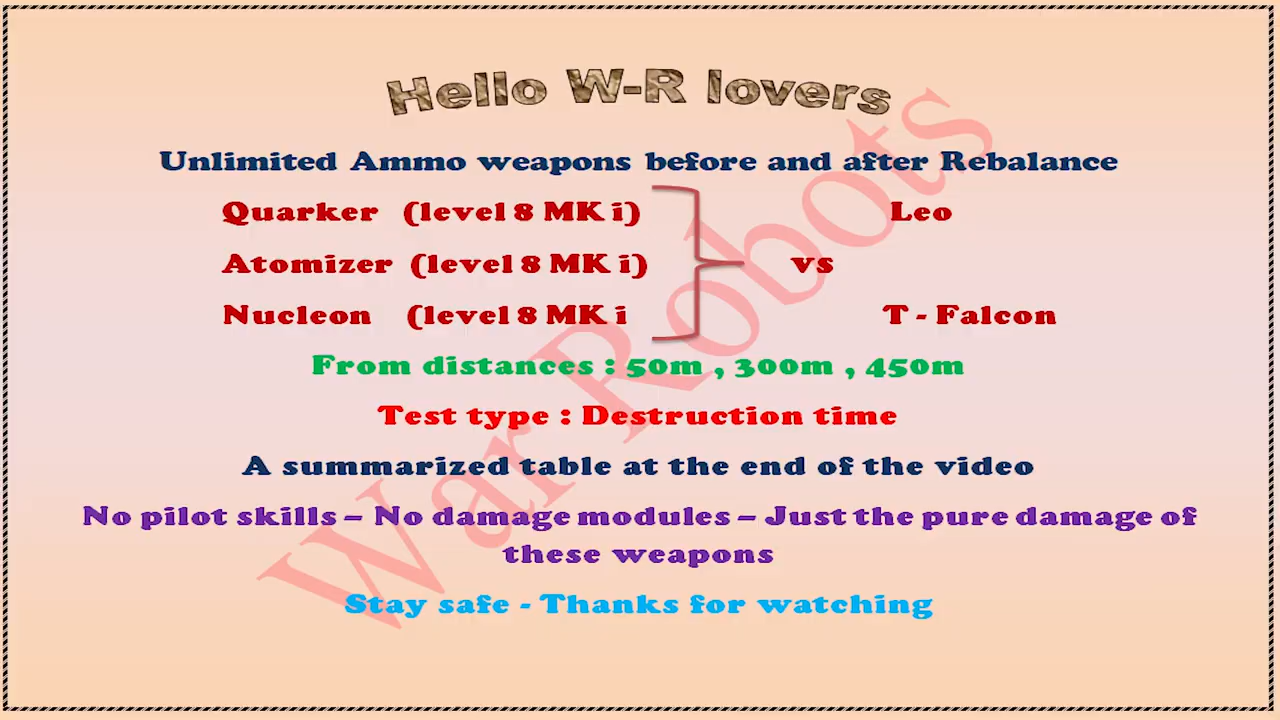 Hello W-R lovers
Unlimited Ammo weapons before and after Rebalance
Quarker (level 8 MK i) Leo
Atomizer (level 8 MK i) vs
Nucleon (level 8 MK i T - Falcon
From distances : 50m , 300m , 450m
Test type : Destruction time
A summarized table at the end of the video
No pilot skills – No damage modules – Just the pure damage of
these weapons
Stay safe - Thanks for watching
War Robots